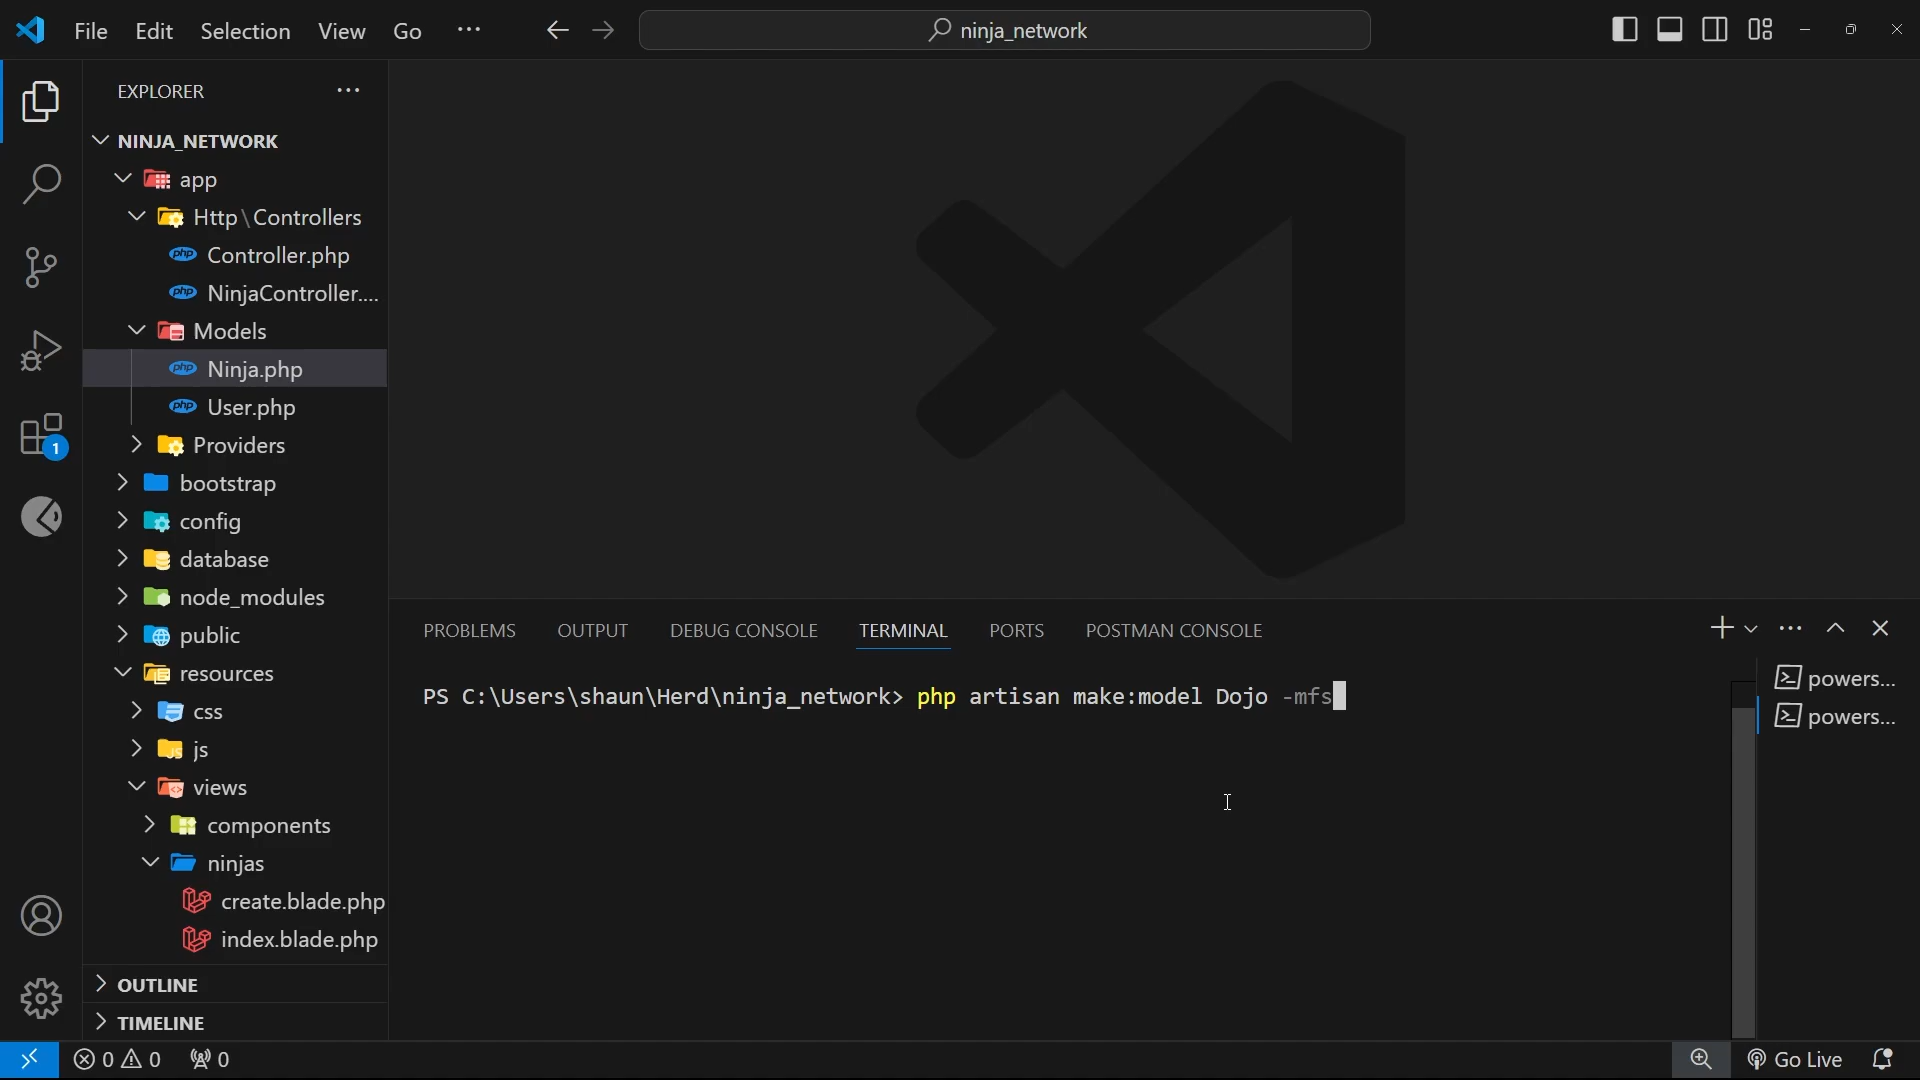 File Edit Selection View Go ··· ninja_network
EXPLORER ···
NINJA_NETWORK
app
Http\Controllers
Controller.php
NinjaController....
Models
Ninja.php
User.php
Providers
bootstrap
config
database
node_modules
public
resources
css
js
views
components
ninjas
create.blade.php
index.blade.php
OUTLINE
TIMELINE
1
PROBLEMS OUTPUT DEBUG CONSOLE TERMINAL PORTS POSTMAN CONSOLE
PS C:\Users\shaun\Herd\ninja_network> php artisan make:model Dojo -mfs
powers...
powers...
0 0 0 Go Live